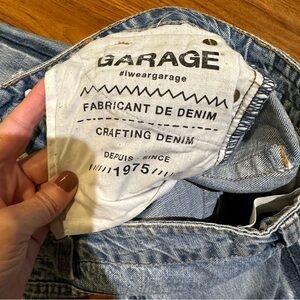 GARAGE
#iweargarage
FABRICANT DE DENIM
CRAFTING DENIM
DEPUIS SINCE
1975